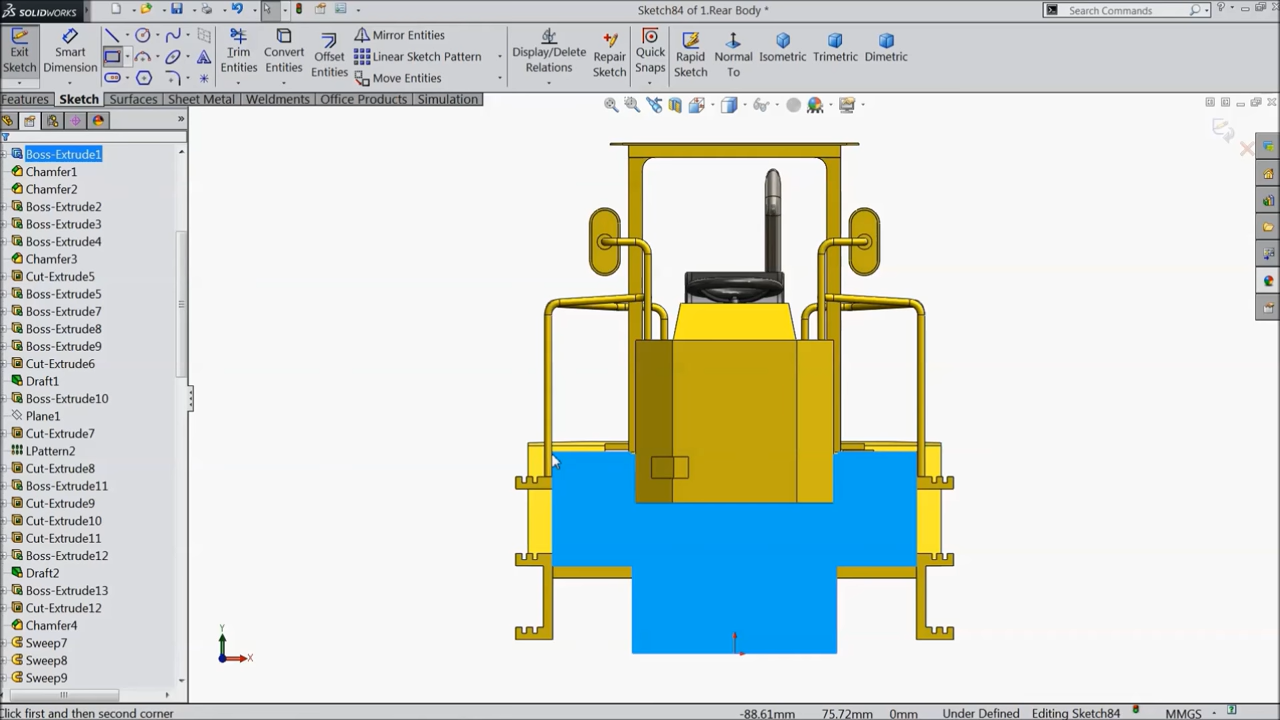 SOLIDWORKS
Sketch84 of 1.Rear Body *
Search Commands
Exit Sketch
Smart Dimension
Trim Entities
Convert Entities
Offset Entities
Mirror Entities
Linear Sketch Pattern
Move Entities
Display/Delete Relations
Repair Sketch
Quick Snaps
Rapid Sketch
Normal To
Isometric
Trimetric
Dimetric
Features
Sketch
Surfaces
Sheet Metal
Weldments
Office Products
Simulation
Boss-Extrude1
Chamfer1
Chamfer2
Boss-Extrude2
Boss-Extrude3
Boss-Extrude4
Chamfer3
Cut-Extrude5
Boss-Extrude5
Boss-Extrude7
Boss-Extrude8
Boss-Extrude9
Cut-Extrude6
Draft1
Boss-Extrude10
Plane1
Cut-Extrude7
LPattern2
Cut-Extrude8
Boss-Extrude11
Cut-Extrude9
Cut-Extrude10
Cut-Extrude11
Boss-Extrude12
Draft2
Boss-Extrude13
Cut-Extrude12
Chamfer4
Sweep7
Sweep8
Sweep9
Y
X
Click first and then second corner
-88.61mm
75.72mm
0mm
Under Defined
Editing Sketch84
MMGS